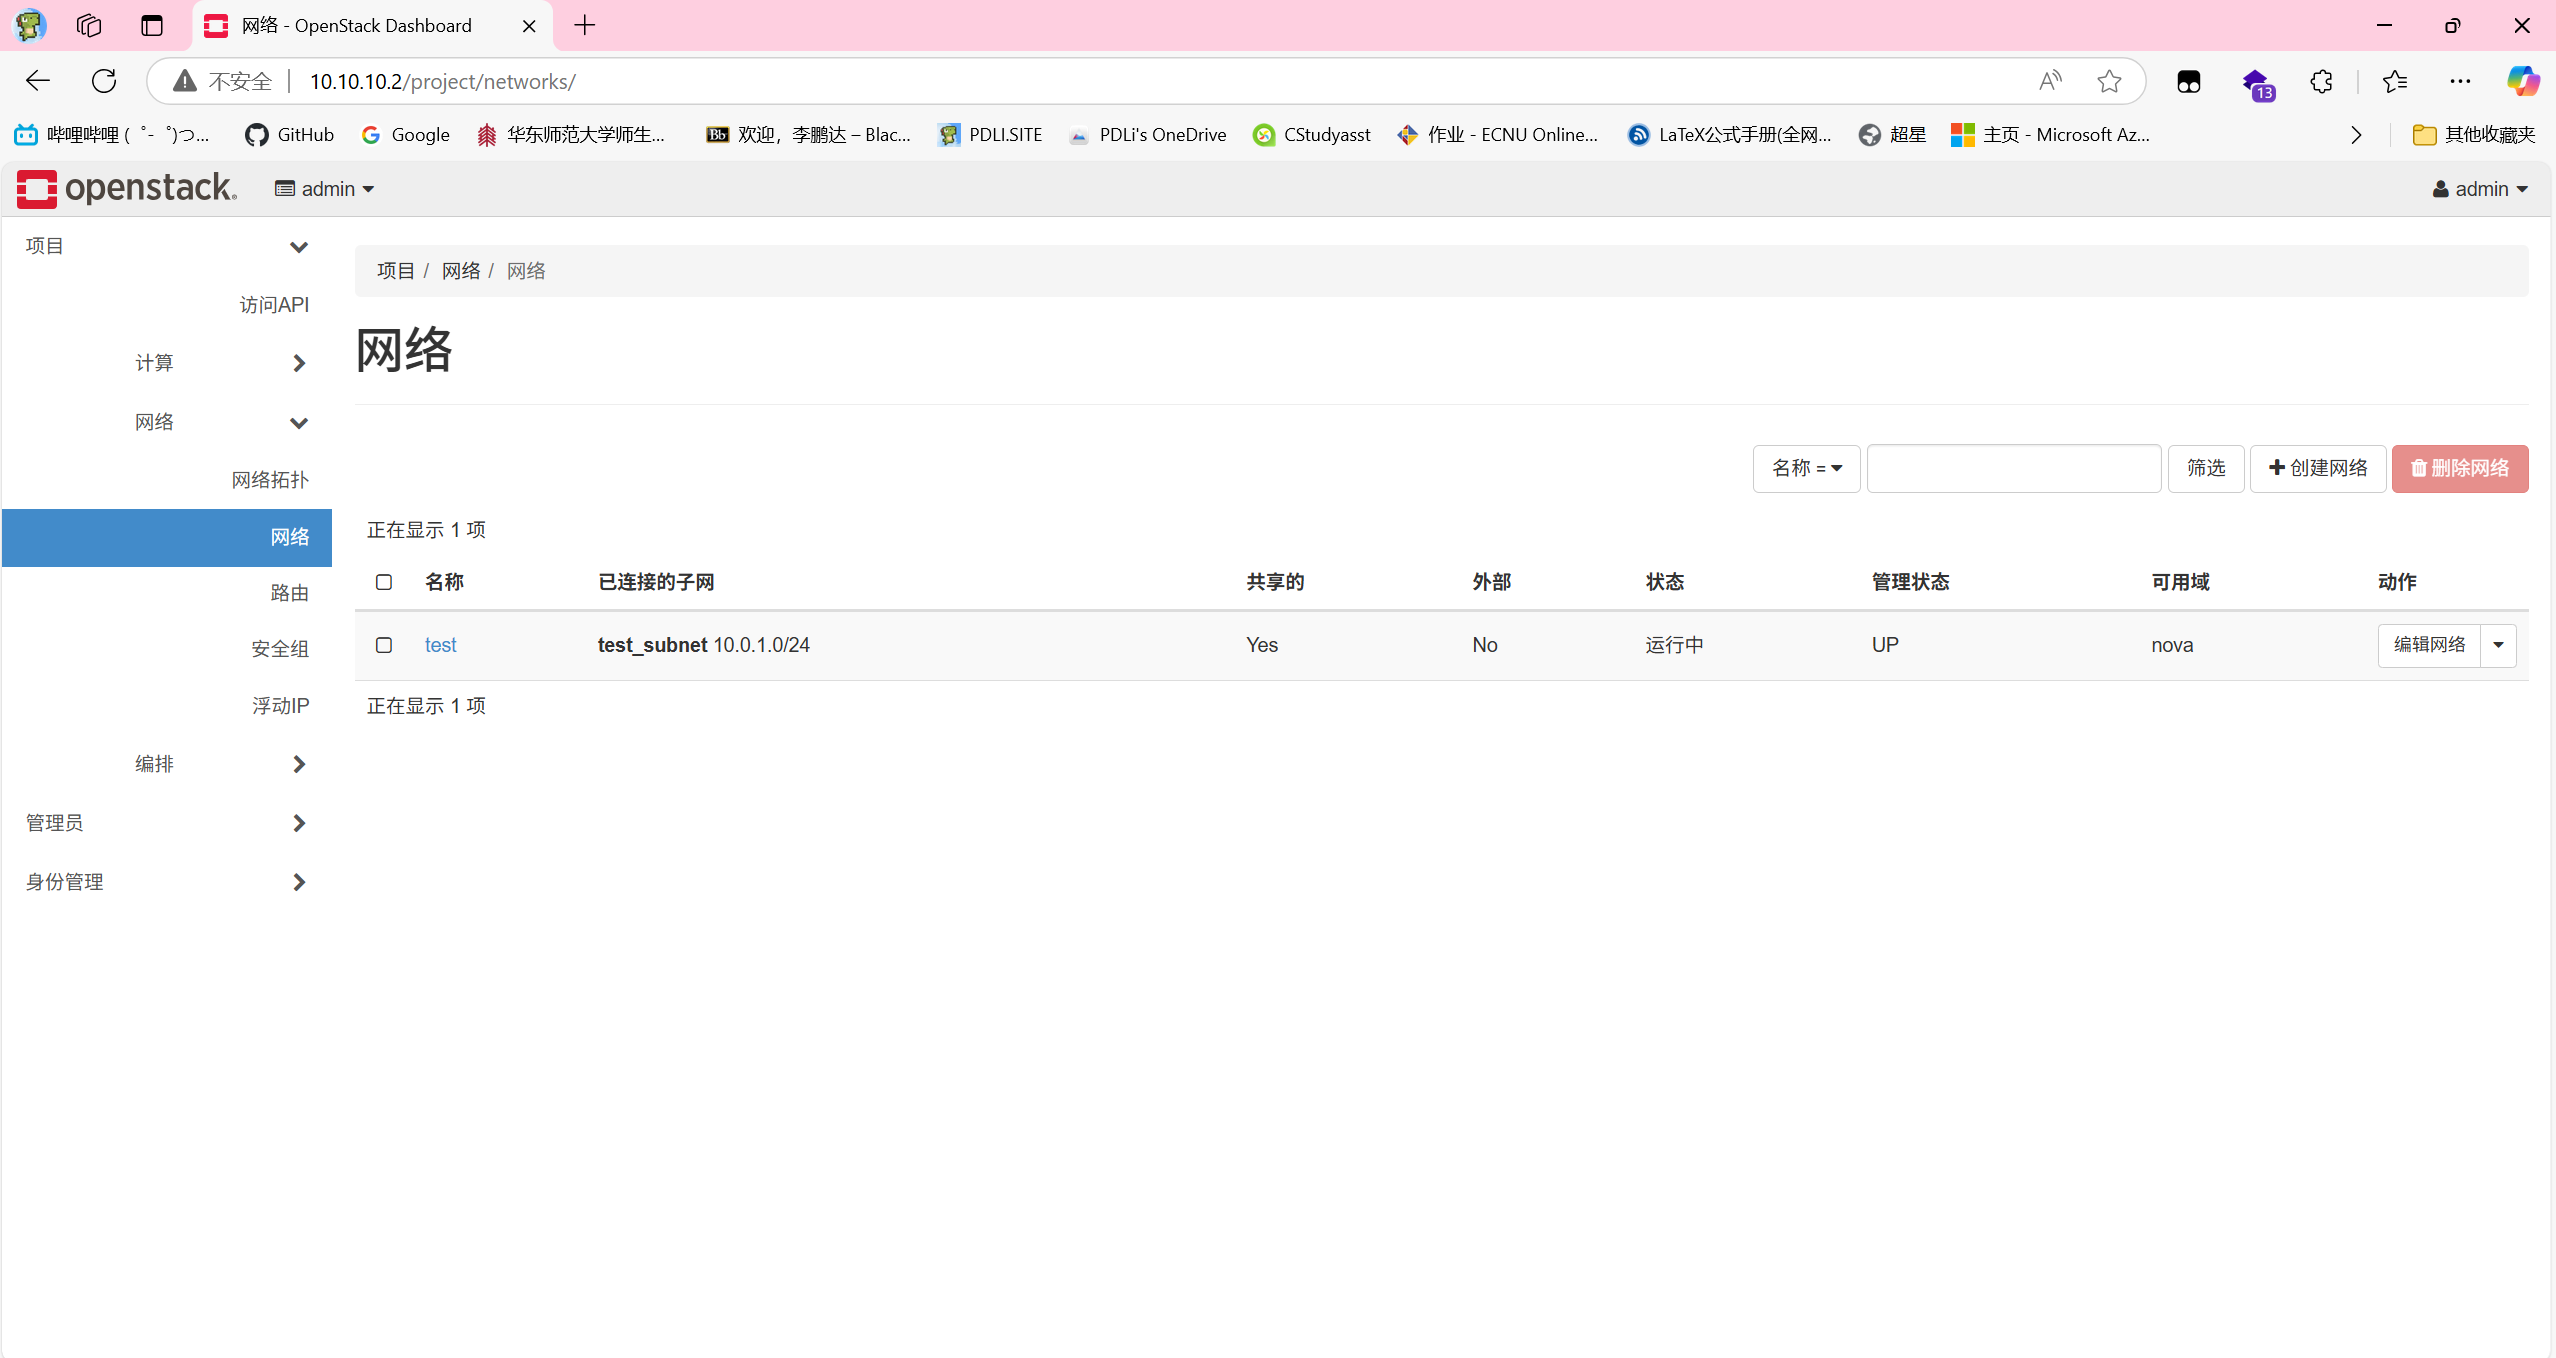 网络 - OpenStack Dashboard
不安全 10.10.10.2/project/networks/
13
哔哩哔哩 ( ゜- ゜)つ... GitHub Google 华东师范大学师生... 欢迎，李鹏达 – Blac... PDLI.SITE PDLi's OneDrive CStudyasst 作业 - ECNU Online... LaTeX公式手册(全网... 超星 主页 - Microsoft Az... 其他收藏夹
openstack. admin admin
项目
访问API
计算
网络
网络拓扑
网络
路由
安全组
浮动IP
编排
管理员
身份管理
项目 / 网络 / 网络
网络
名称 = 筛选 创建网络 删除网络
正在显示 1 项
名称 已连接的子网 共享的 外部 状态 管理状态 可用域 动作
test test_subnet 10.0.1.0/24 Yes No 运行中 UP nova 编辑网络
正在显示 1 项